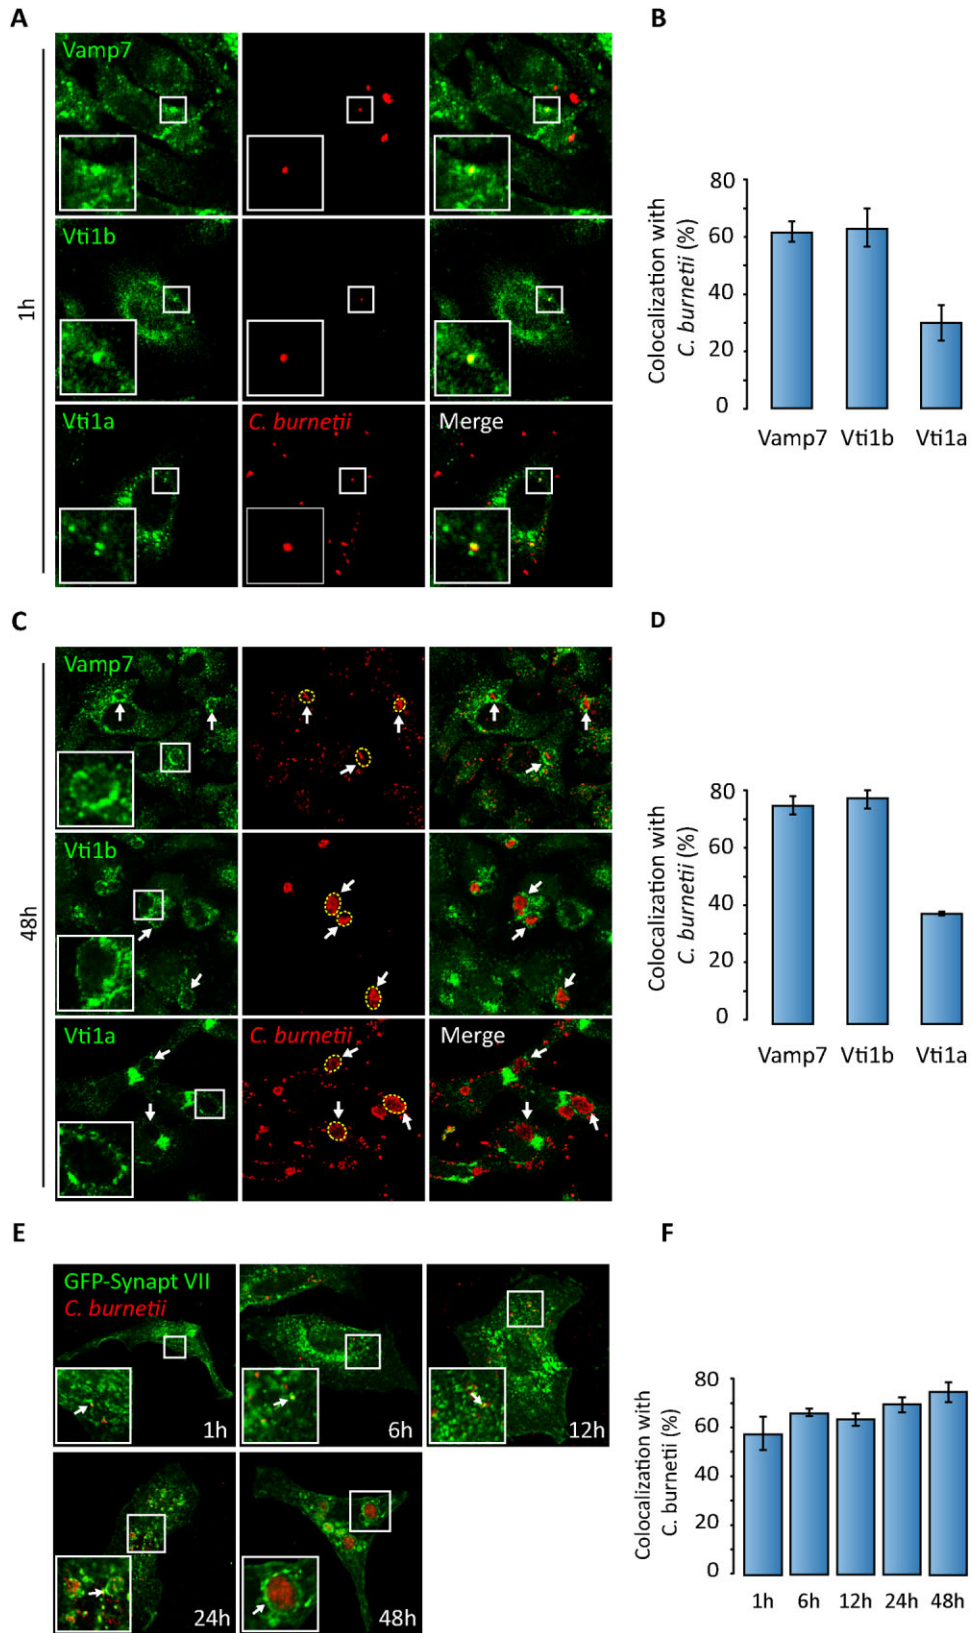 A
B
Vamp7
Vti1b
Vti1a
C. burnetii
Merge
1h
80
60
40
20
0
Colocalization with
C. burnetii (%)
Vamp7 Vti1b Vti1a
C
D
Vamp7
Vti1b
Vti1a
C. burnetii
Merge
48h
80
60
40
20
0
Colocalization with
C. burnetii (%)
Vamp7 Vti1b Vti1a
E
F
GFP-Synapt VII
C. burnetii
1h
6h
12h
24h
48h
80
60
40
20
0
Colocalization with
C. burnetii (%)
1h 6h 12h 24h 48h